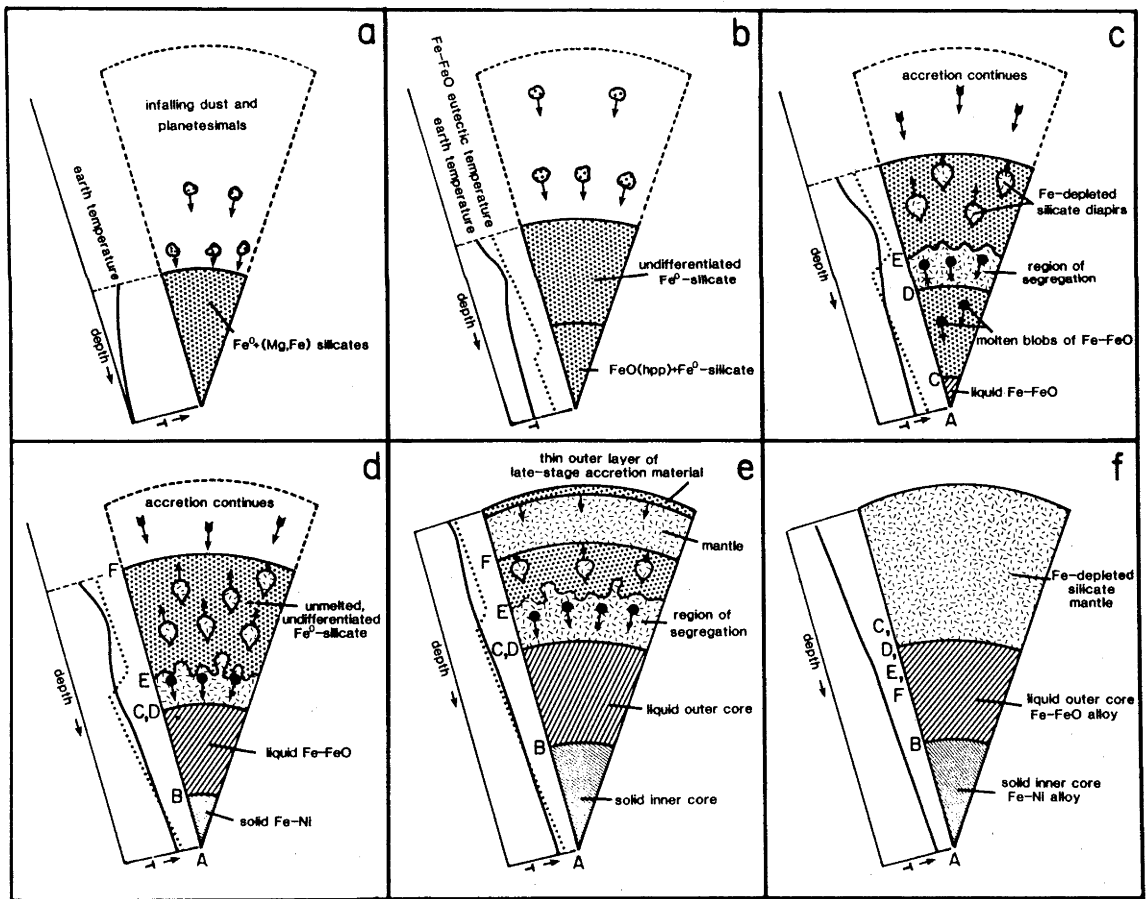 a
infalling dust and
planetesimals
earth temperature
depth
Fe⁰+(Mg,Fe) silicates
T
b
Fe-FeO eutectic temperature
earth temperature
depth
undifferentiated
Fe⁰-silicate
FeO(hpp)+Fe⁰-silicate
T
c
accretion continues
Fe-depleted
silicate diapirs
E
region of
segregation
D
depth
molten blobs of Fe-FeO
C
liquid Fe-FeO
T
A
d
accretion continues
F
unmelted,
undifferentiated
Fe⁰-silicate
E
C,D
depth
liquid Fe-FeO
B
solid Fe-Ni
T
A
e
thin outer layer of
late-stage accretion material
mantle
F
E
region of
segregation
C,D
depth
liquid outer core
B
solid inner core
T
A
f
Fe-depleted
silicate
mantle
C,
D,
E,
F
depth
liquid outer core
Fe-FeO alloy
B
solid inner core
Fe-Ni alloy
T
A